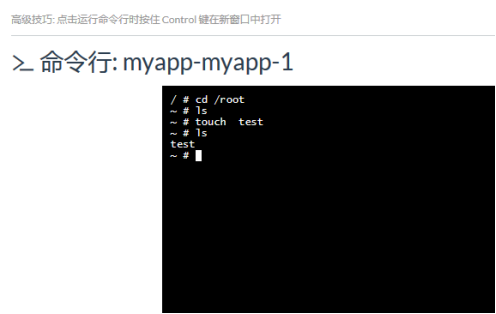 高级技巧: 点击运行命令行时按住 Control 键在新窗口中打开
>_ 命令行: myapp-myapp-1
/ # cd /root
~ # ls
~ # touch  test
~ # ls
test
~ #